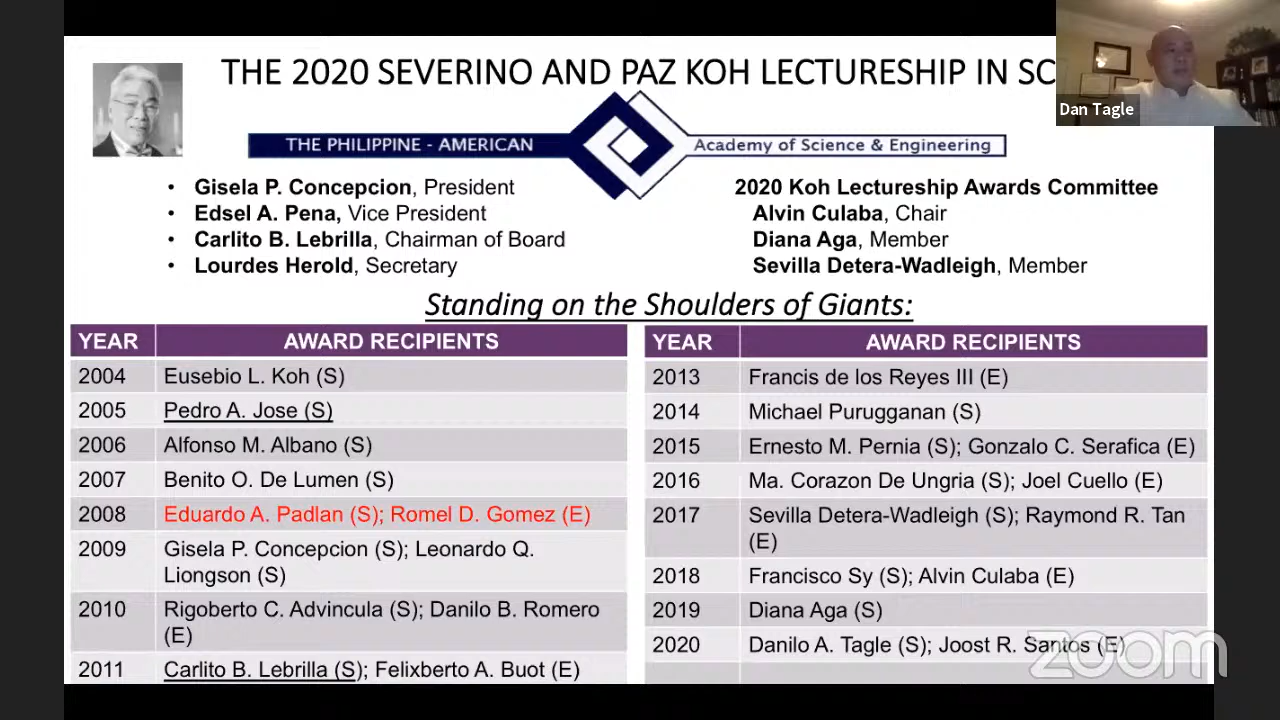 THE 2020 SEVERINO AND PAZ KOH LECTURESHIP IN SC
Dan Tagle
THE PHILIPPINE - AMERICAN
Academy of Science & Engineering
• Gisela P. Concepcion, President
• Edsel A. Pena, Vice President
• Carlito B. Lebrilla, Chairman of Board
• Lourdes Herold, Secretary
2020 Koh Lectureship Awards Committee
Alvin Culaba, Chair
Diana Aga, Member
Sevilla Detera-Wadleigh, Member
Standing on the Shoulders of Giants:
YEAR AWARD RECIPIENTS
2004 Eusebio L. Koh (S)
2005 Pedro A. Jose (S)
2006 Alfonso M. Albano (S)
2007 Benito O. De Lumen (S)
2008 Eduardo A. Padlan (S); Romel D. Gomez (E)
2009 Gisela P. Concepcion (S); Leonardo Q.
Liongson (S)
2010 Rigoberto C. Advincula (S); Danilo B. Romero
(E)
2011 Carlito B. Lebrilla (S); Felixberto A. Buot (E)
YEAR AWARD RECIPIENTS
2013 Francis de los Reyes III (E)
2014 Michael Purugganan (S)
2015 Ernesto M. Pernia (S); Gonzalo C. Serafica (E)
2016 Ma. Corazon De Ungria (S); Joel Cuello (E)
2017 Sevilla Detera-Wadleigh (S); Raymond R. Tan
(E)
2018 Francisco Sy (S); Alvin Culaba (E)
2019 Diana Aga (S)
2020 Danilo A. Tagle (S); Joost R. Santos (E)
zoom